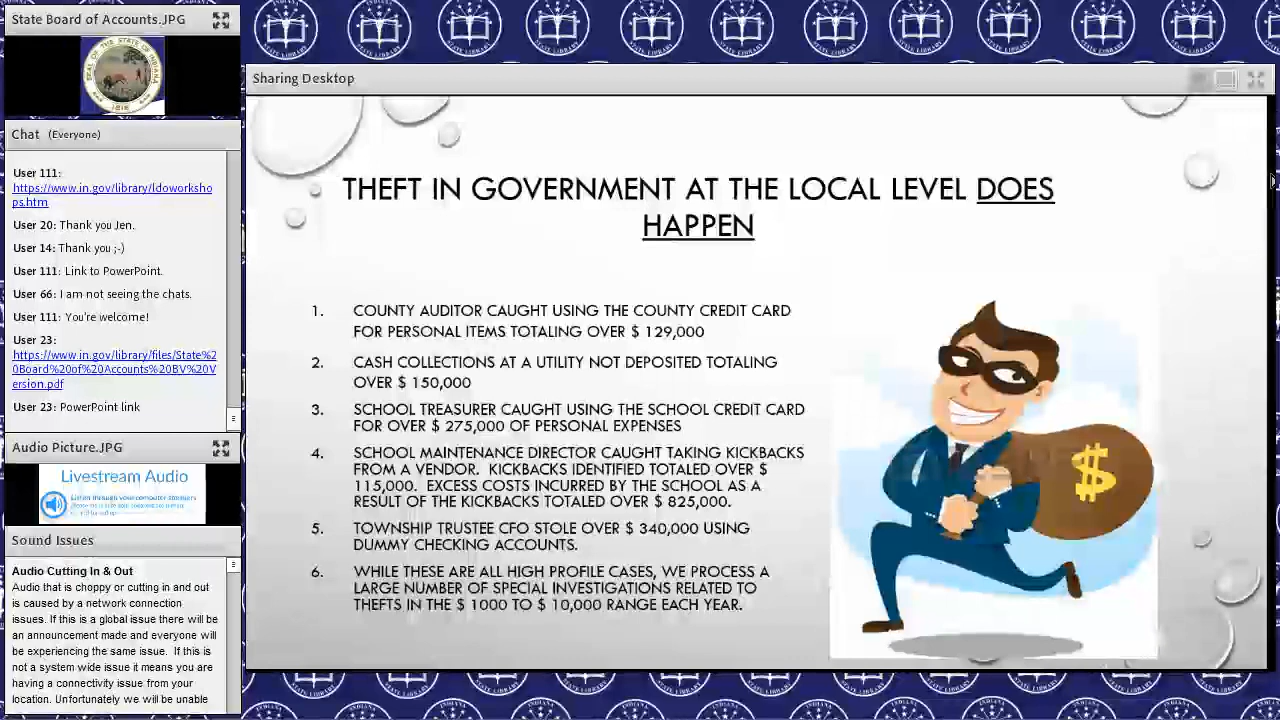 State Board of Accounts.JPG
1816
Chat (Everyone)
User 111:
https://www.in.gov/library/ldoworksho
ps.htm
User 20: Thank you Jen.
User 14: Thank you ;-)
User 111: Link to PowerPoint.
User 66: I am not seeing the chats.
User 111: You're welcome!
User 23:
https://www.in.gov/library/files/State%2
0Board%20of%20Accounts%20BV%20V
ersion.pdf
User 23: PowerPoint link
Audio Picture.JPG
Livestream Audio
Listen through your computer speakers
Sound Issues
Audio Cutting In & Out
Audio that is choppy or cutting in and out
is caused by a network connection
issues. If this is a global issue there will be
an announcement made and everyone will
be experiencing the same issue. If this is
not a system wide issue it means you are
having a connectivity issue from your
location. Unfortunately we will be unable
Sharing Desktop
THEFT IN GOVERNMENT AT THE LOCAL LEVEL DOES
HAPPEN
1. COUNTY AUDITOR CAUGHT USING THE COUNTY CREDIT CARD
FOR PERSONAL ITEMS TOTALING OVER $ 129,000
2. CASH COLLECTIONS AT A UTILITY NOT DEPOSITED TOTALING
OVER $ 150,000
3. SCHOOL TREASURER CAUGHT USING THE SCHOOL CREDIT CARD
FOR OVER $ 275,000 OF PERSONAL EXPENSES
4. SCHOOL MAINTENANCE DIRECTOR CAUGHT TAKING KICKBACKS
FROM A VENDOR. KICKBACKS IDENTIFIED TOTALED OVER $
115,000. EXCESS COSTS INCURRED BY THE SCHOOL AS A
RESULT OF THE KICKBACK TOTALED OVER $ 825,000.
5. TOWNSHIP TRUSTEE CFO STOLE OVER $ 340,000 USING
DUMMY CHECKING ACCOUNTS.
6. WHILE THESE ARE ALL HIGH PROFILE CASES, WE PROCESS A
LARGE NUMBER OF SPECIAL INVESTIGATIONS RELATED TO
THEFTS IN THE $ 1000 TO $ 10,000 RANGE EACH YEAR.
$
INDIANA
STATE LIBRARY